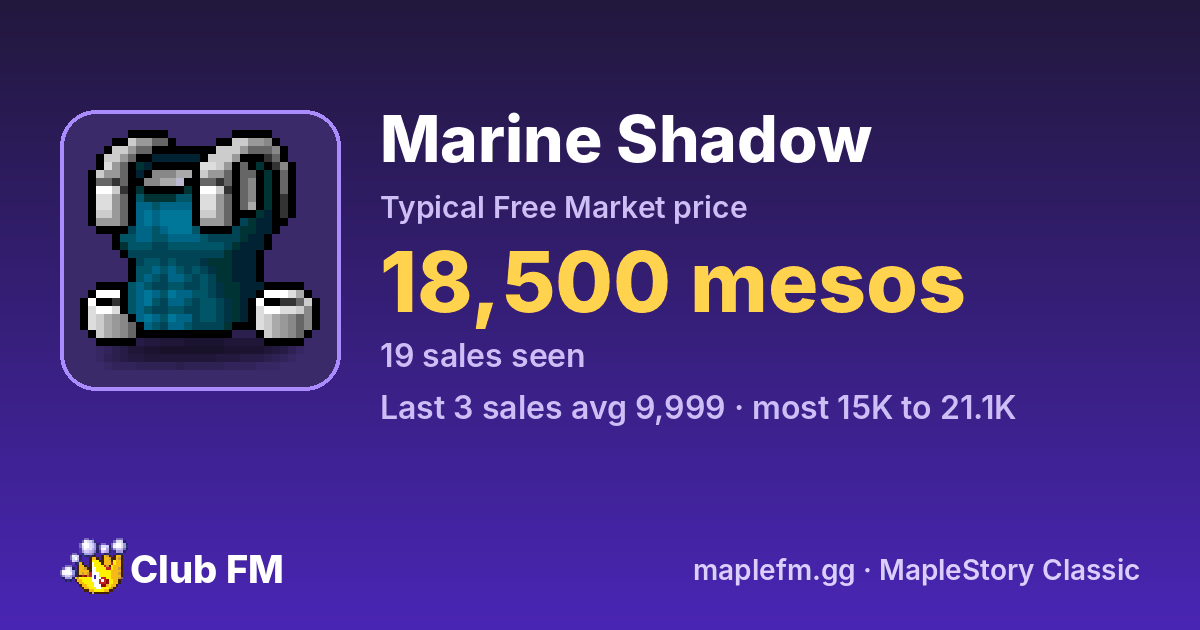 Marine Shadow
Typical Free Market price
18,500 mesos
19 sales seen
Last 3 sales avg 9,999 · most 15K to 21.1K
Club FM
maplefm.gg · MapleStory Classic